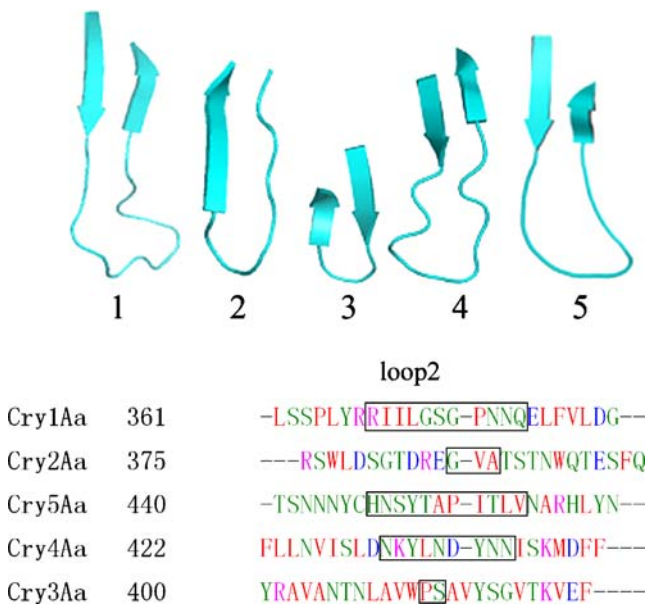 1 2 3 4 5
loop2
Cry1Aa 361 -LSSPLYRRIILGSG-PNNQELFVLDG--
Cry2Aa 375 ---RSWLDSGTDREG-VATSTNWQTESFQ
Cry5Aa 440 -TSNNNYCHNSYTAP-ITLVNARHLYN--
Cry4Aa 422 FLLNVISLDNKYLND-YNNISKMDFF---
Cry3Aa 400 YRAVANTNLAVWPSAVYSGVTKVEF----